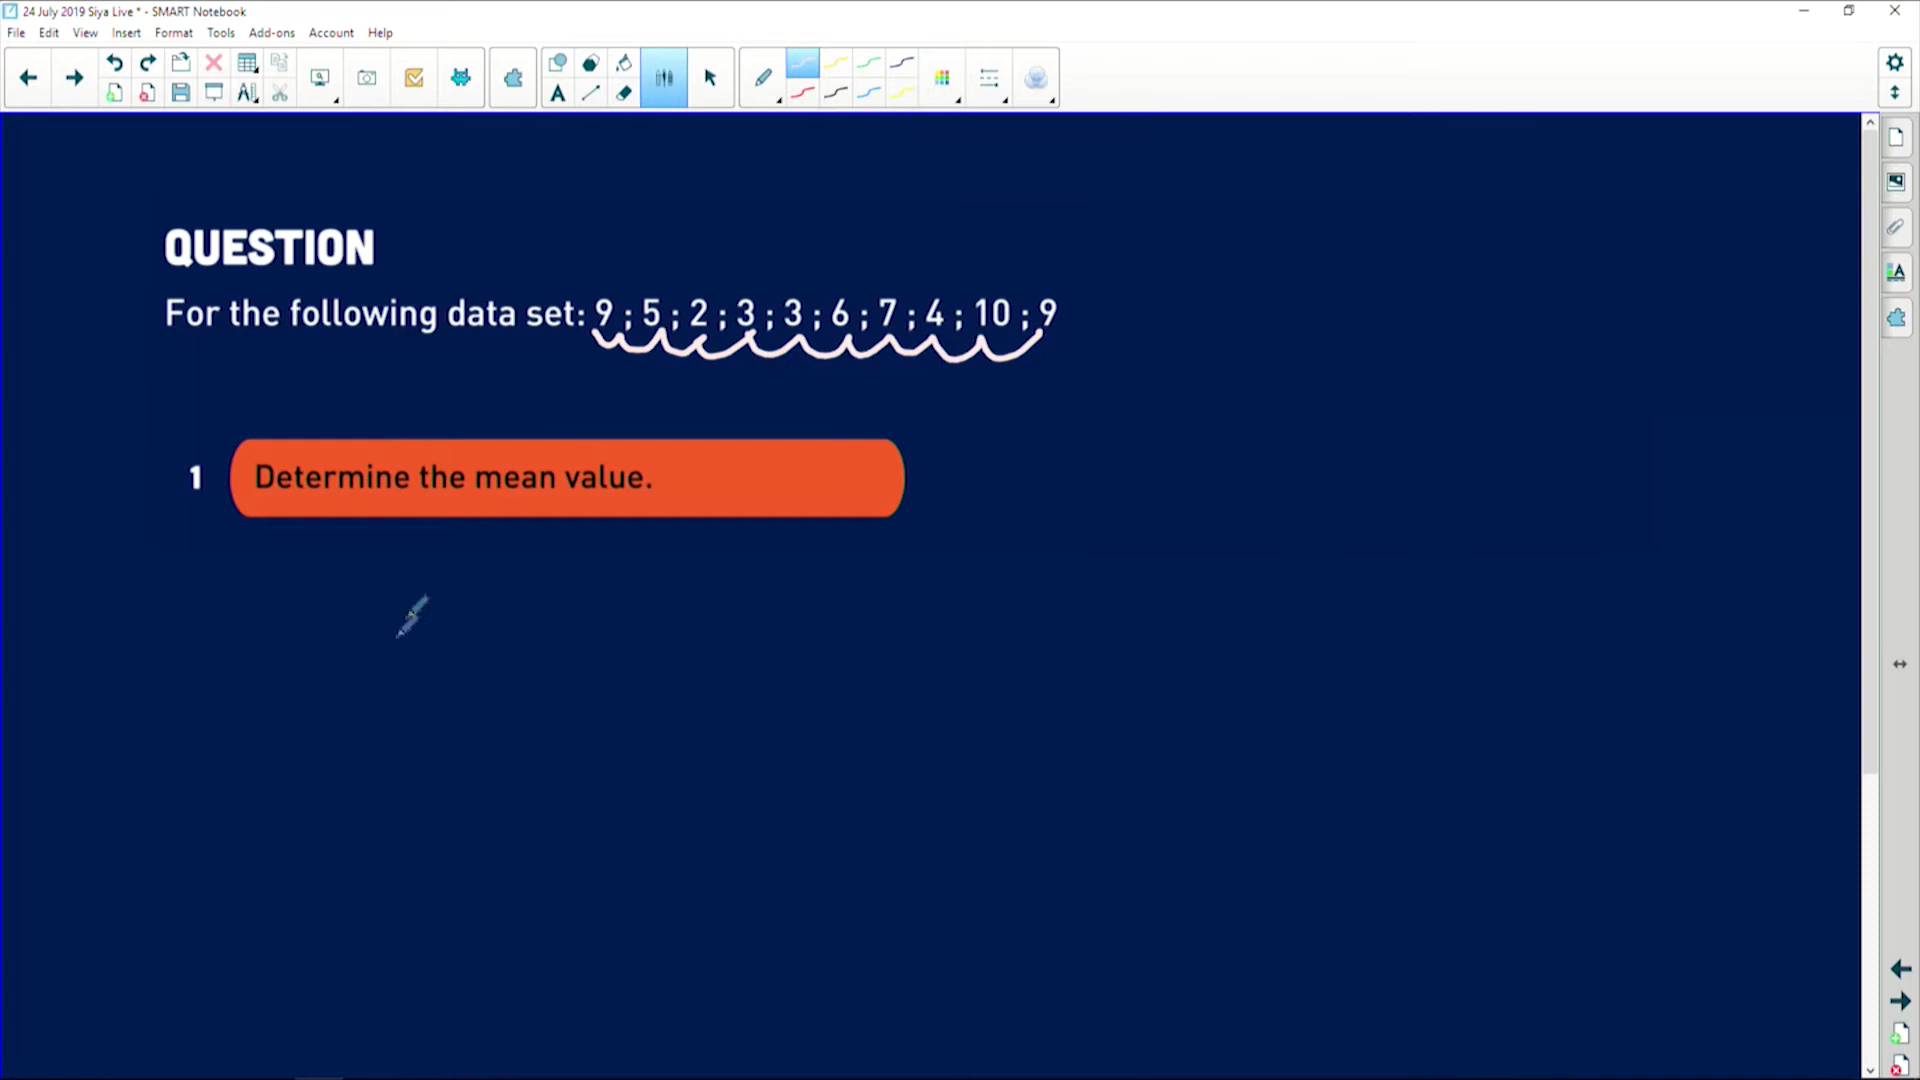 24 July 2019 Siya Live * - SMART Notebook
File Edit View Insert Format Tools Add-ons Account Help
QUESTION
For the following data set: 9 ; 5 ; 2 ; 3 ; 3 ; 6 ; 7 ; 4 ; 10 ; 9
1 Determine the mean value.